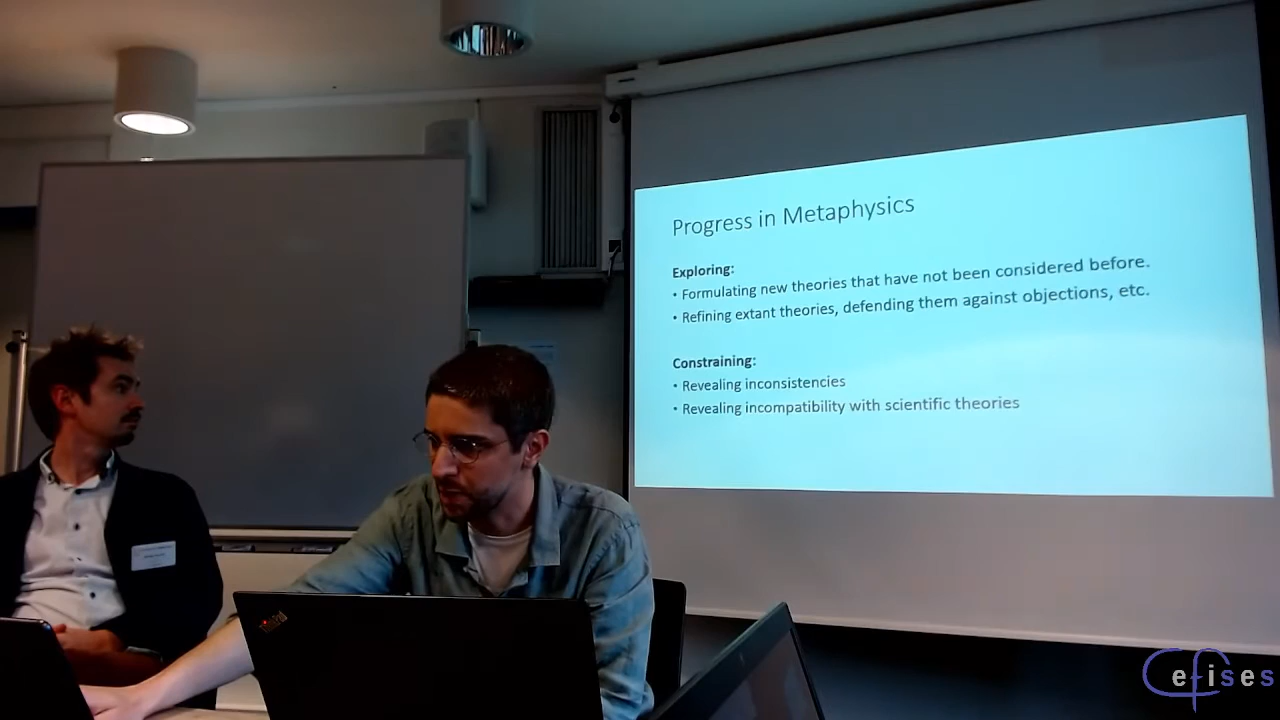 Progress in Metaphysics
Exploring:
• Formulating new theories that have not been considered before.
• Refining extant theories, defending them against objections, etc.
Constraining:
• Revealing inconsistencies
• Revealing incompatibility with scientific theories
ThinkPad
Cefises